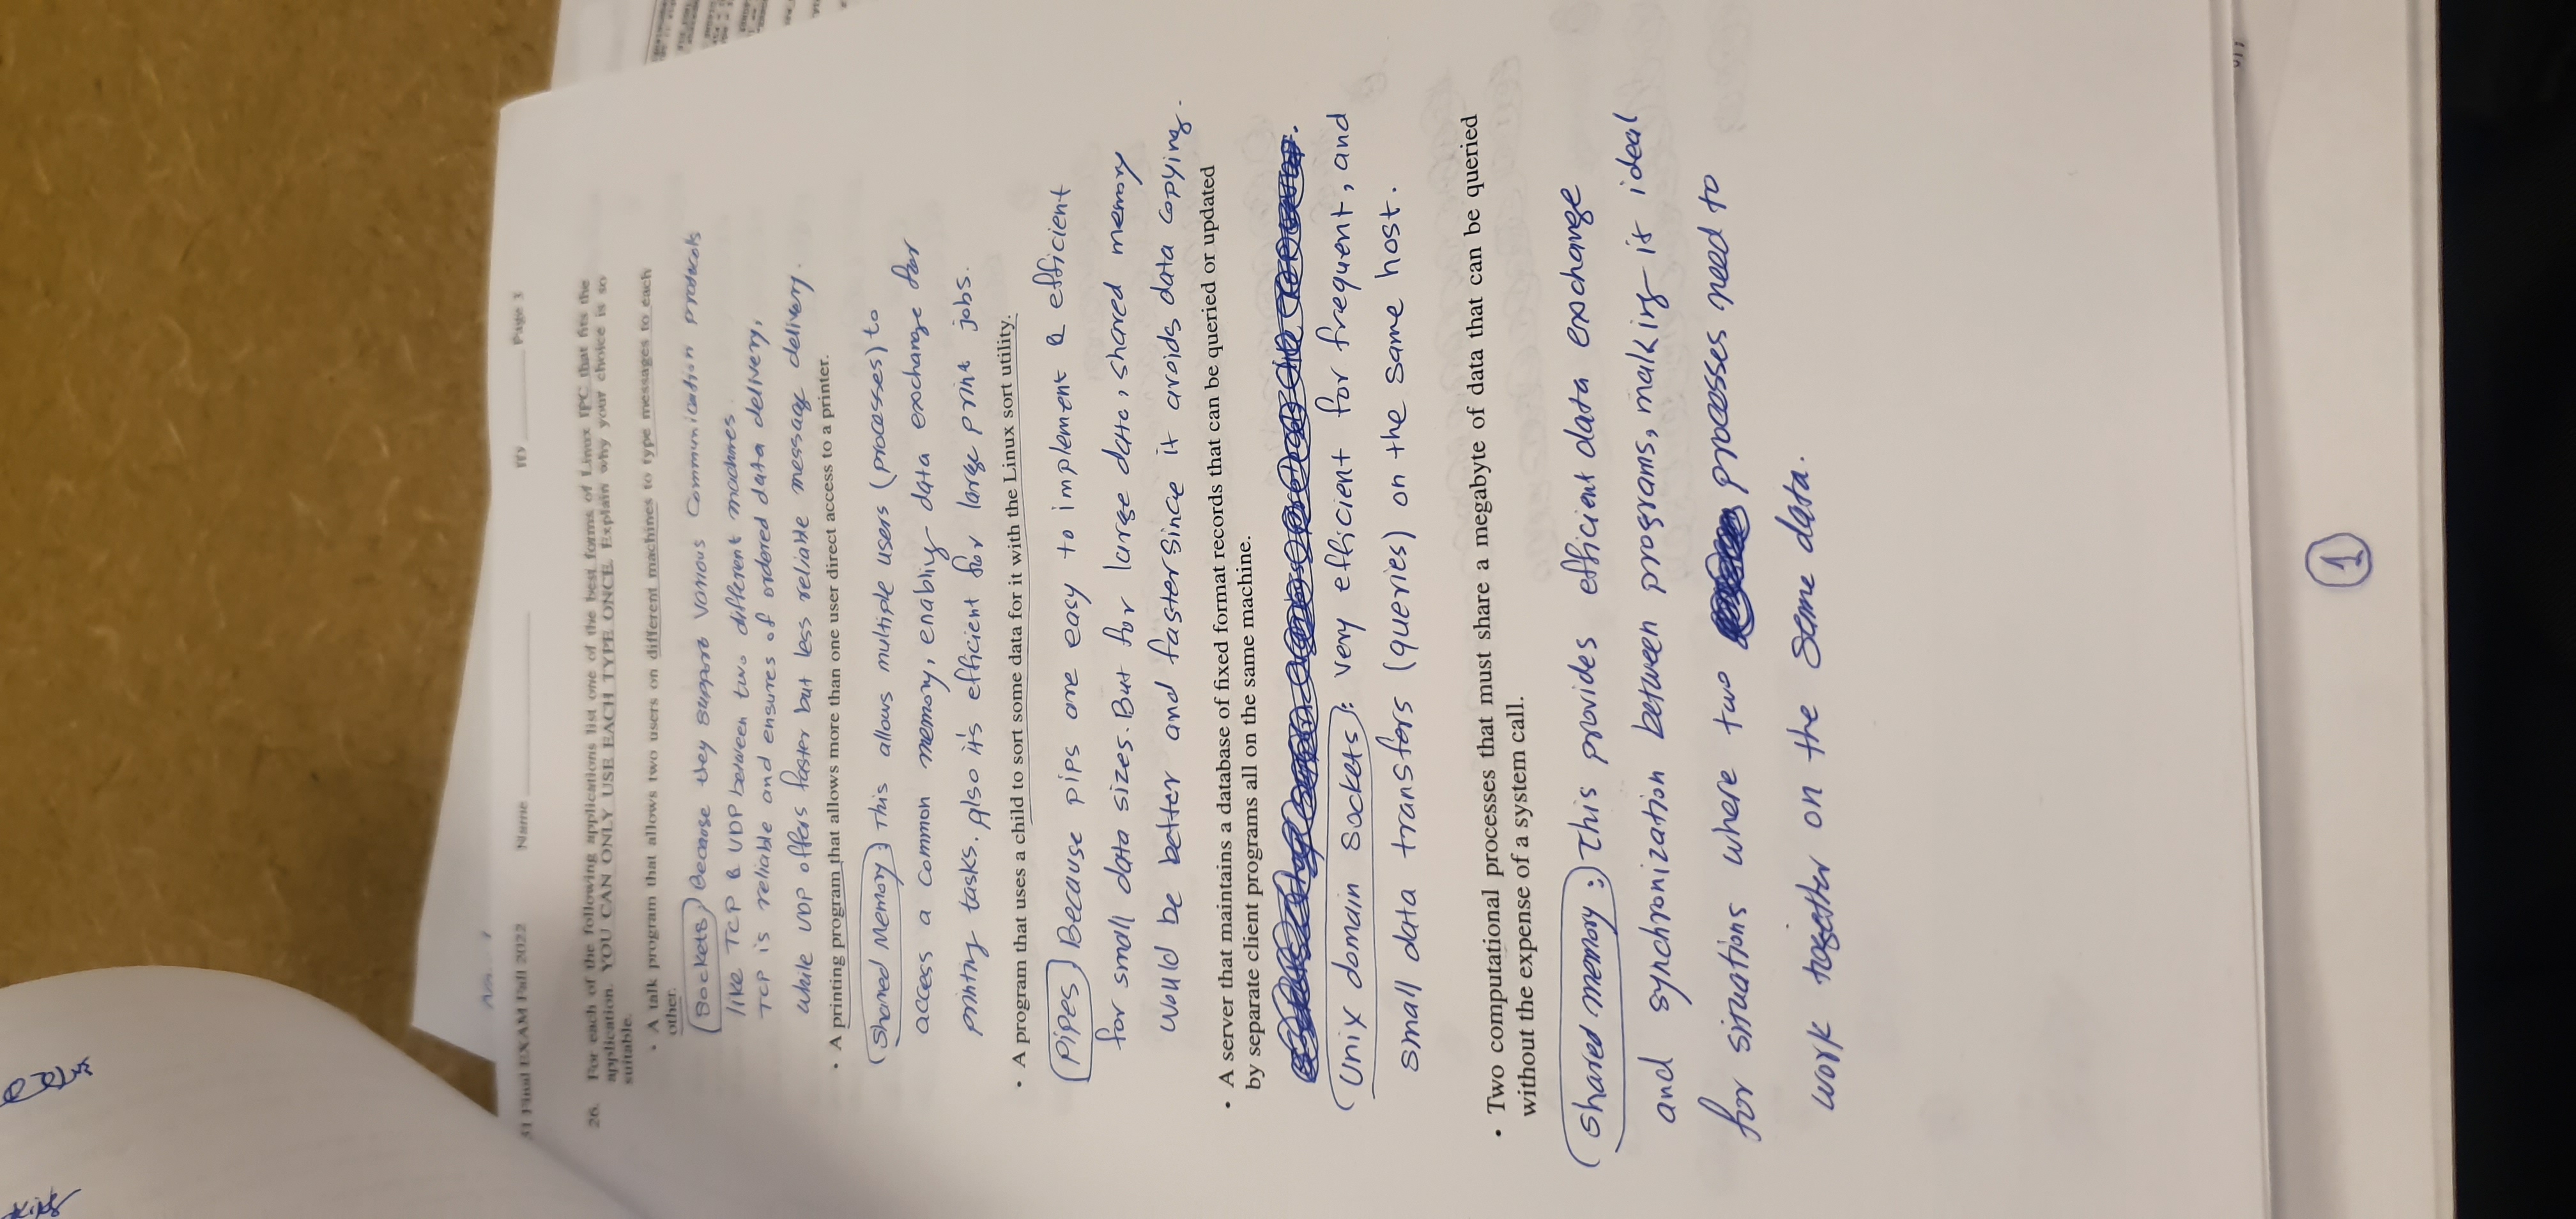 31 Final EXAM Fall 2022 Name ID Page 3
26. For each of the following applications list one of the best forms of Linux IPC that fits the
application. YOU CAN ONLY USE EACH TYPE ONCE. Explain why your choice is so
suitable.
• A talk program that allows two users on different machines to type messages to each
other.
Sockets: Because they support various Communication protocols
like TCP & UDP between two different machines
TCP is reliable and ensures of ordered data delivery,
while UDP offers faster but less reliable message delivery.
• A printing program that allows more than one user direct access to a printer.
Shared Memory: This allows multiple users (processes) to
access a common memory, enabling data exchange for
printing tasks. also it's efficient for large print jobs.
• A program that uses a child to sort some data for it with the Linux sort utility.
Pipes Because pips are easy to implement & efficient
for small data sizes. But for large data, shared memory
would be better and faster since it avoids data copying.
• A server that maintains a database of fixed format records that can be queried or updated
by separate client programs all on the same machine.
Unix domain Sockets: very efficient for frequent, and
small data transfers (queries) on the same host.
• Two computational processes that must share a megabyte of data that can be queried
without the expense of a system call.
shared memory: This provides efficient data exchange
and synchronization between programs, making it ideal
for situations where two processes need to
work together on the same data.
1